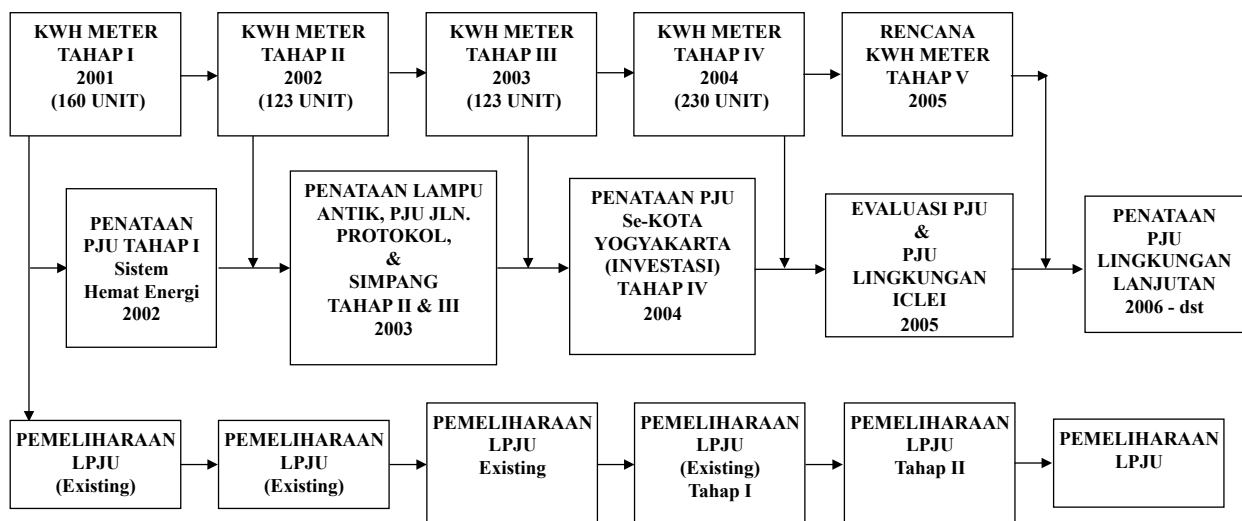 KWH METER
TAHAP I
2001
(160 UNIT)
KWH METER
TAHAP II
2002
(123 UNIT)
KWH METER
TAHAP III
2003
(123 UNIT)
KWH METER
TAHAP IV
2004
(230 UNIT)
RENCANA
KWH METER
TAHAP V
2005
PENATAAN
PJU TAHAP I
Sistem
Hemat Energi
2002
PENATAAN LAMPU
ANTIK, PJU JLN.
PROTOKOL,
&
SIMPANG
TAHAP II & III
2003
PENATAAN PJU
Se-KOTA
YOGYAKARTA
(INVESTASI)
TAHAP IV
2004
EVALUASI PJU
&
PJU
LINGKUNGAN
ICLEI
2005
PENATAAN
PJU
LINGKUNGAN
LANJUTAN
2006 - dst
PEMELIHARAAN
LPJU
(Existing)
PEMELIHARAAN
LPJU
(Existing)
PEMELIHARAAN
LPJU
Existing
PEMELIHARAAN
LPJU
(Existing)
Tahap I
PEMELIHARAAN
LPJU
Tahap II
PEMELIHARAAN
LPJU